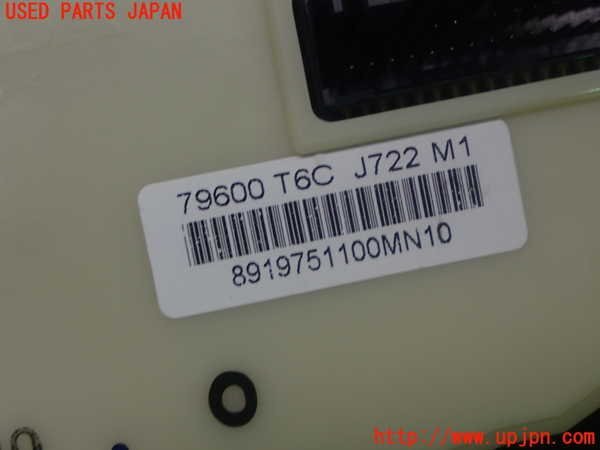 USED PARTS JAPAN
79600 T6C J722 M1
8919751100MN10
O
http://www.upjpn.com/